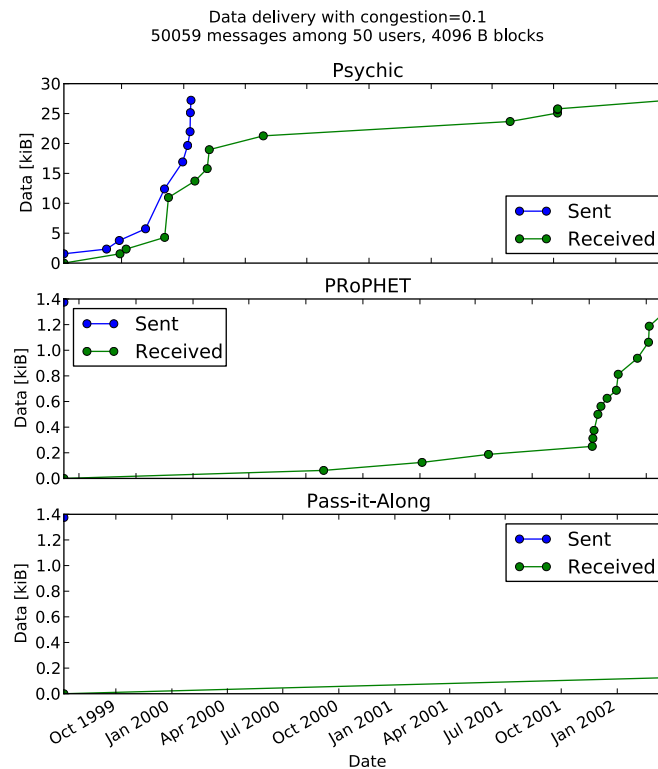 Data delivery with congestion=0.1
50059 messages among 50 users, 4096 B blocks
Psychic
30
25
20
15
10
5
0
Data [kiB]
Sent
Received
PRoPHET
1.4
1.2
1.0
0.8
0.6
0.4
0.2
0.0
Data [kiB]
Sent
Received
Pass-it-Along
1.4
1.2
1.0
0.8
0.6
0.4
0.2
0.0
Data [kiB]
Sent
Received
Oct 1999
Jan 2000
Apr 2000
Jul 2000
Oct 2000
Jan 2001
Apr 2001
Jul 2001
Oct 2001
Jan 2002
Date